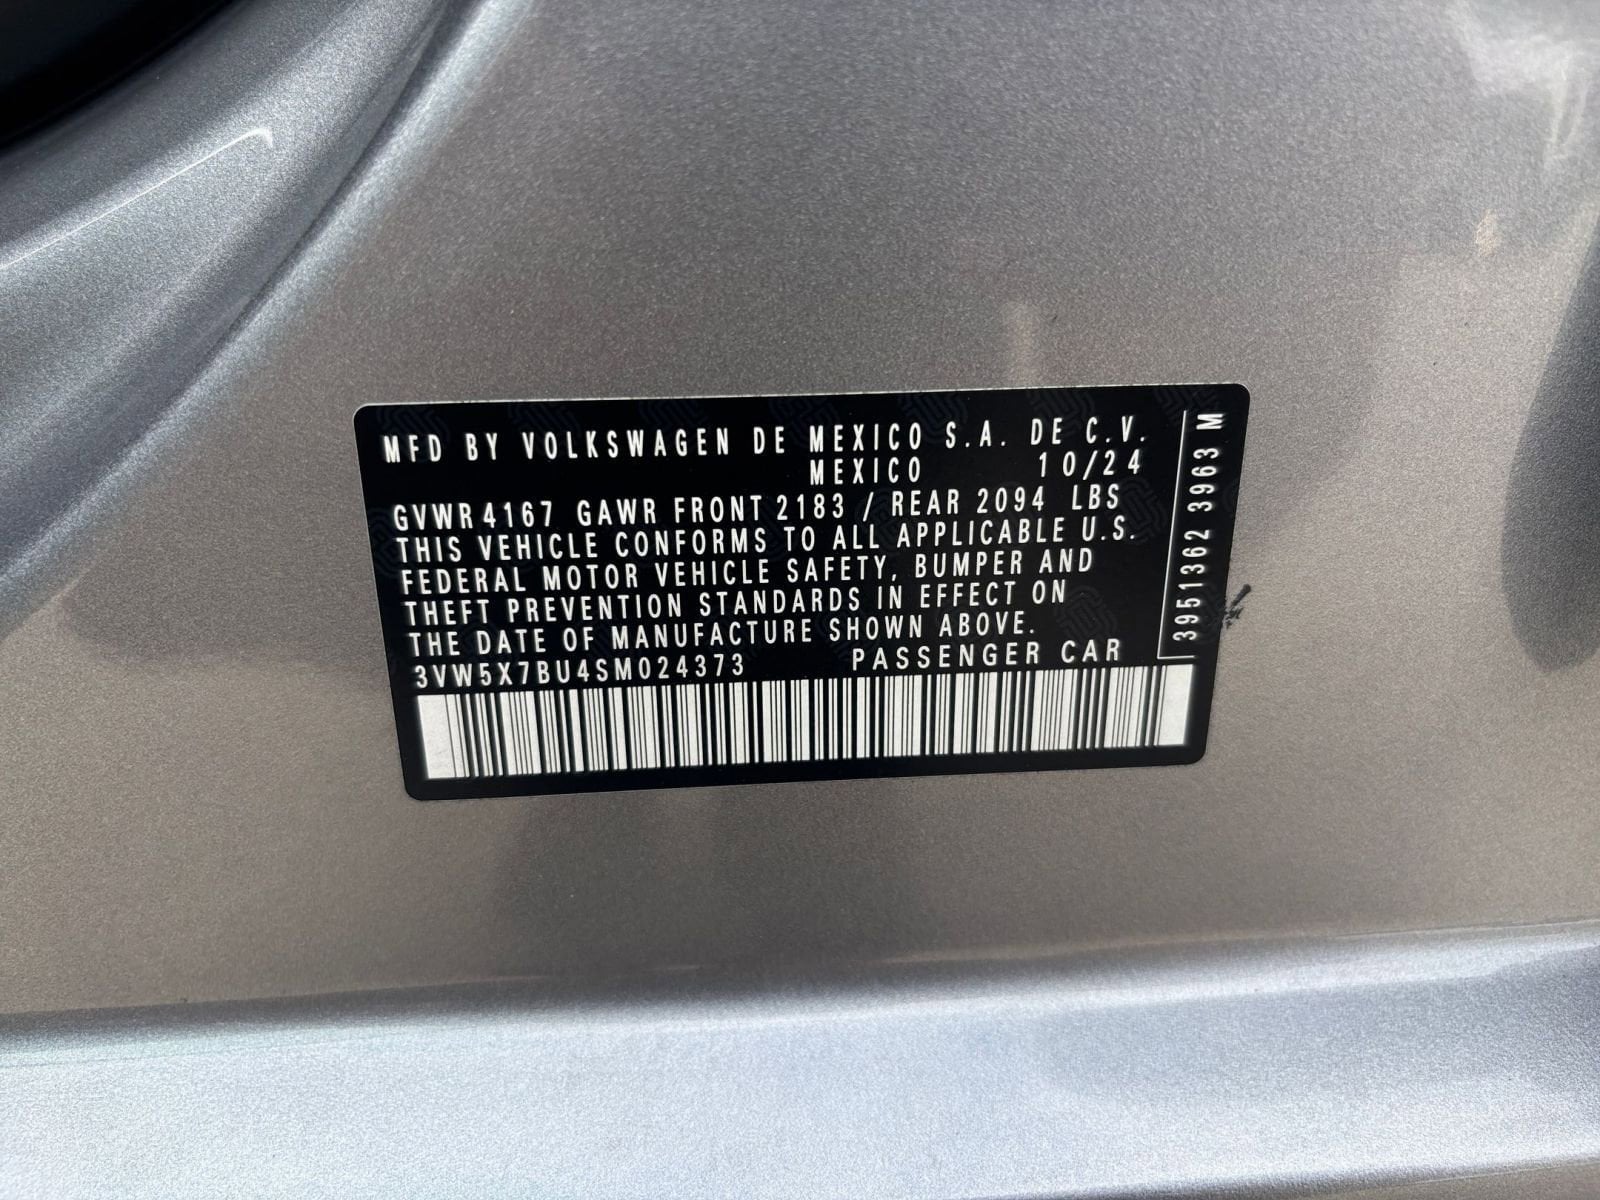 MFD BY VOLKSWAGEN DE MEXICO S.A. DE C.V.
MEXICO 10/24
GVWR 4167 GAWR FRONT 2183 / REAR 2094 LBS
THIS VEHICLE CONFORMS TO ALL APPLICABLE U.S.
FEDERAL MOTOR VEHICLE SAFETY, BUMPER AND
THEFT PREVENTION STANDARDS IN EFFECT ON
THE DATE OF MANUFACTURE SHOWN ABOVE.
3VW5X7BU4SM024373 PASSENGER CAR
3951362 3963 M